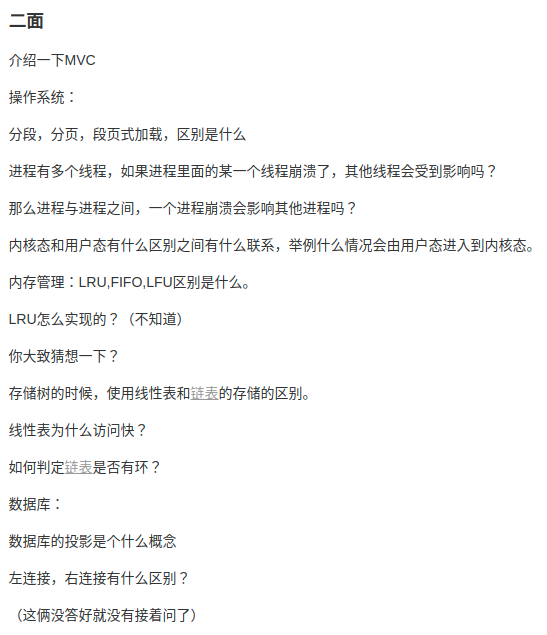 二面
介绍一下MVC
操作系统：
分段，分页，段页式加载，区别是什么
进程有多个线程，如果进程里面的某一个线程崩溃了，其他线程会受到影响吗？
那么进程与进程之间，一个进程崩溃会影响其他进程吗？
内核态和用户态有什么区别之间有什么联系，举例什么情况会由用户态进入到内核态。
内存管理：LRU,FIFO,LFU区别是什么。
LRU怎么实现的？（不知道）
你大致猜想一下？
存储树的时候，使用线性表和链表的存储的区别。
线性表为什么访问快？
如何判定链表是否有环？
数据库：
数据库的投影是个什么概念
左连接，右连接有什么区别？
（这俩没答好就没有接着问了）